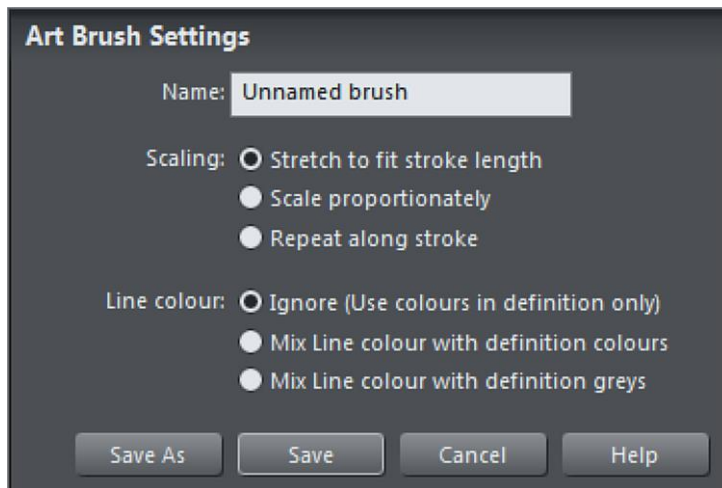 Art Brush Settings
Name: Unnamed brush
Scaling: Stretch to fit stroke length
Scale proportionately
Repeat along stroke
Line colour: Ignore (Use colours in definition only)
Mix Line colour with definition colours
Mix Line colour with definition greys
Save As Save Cancel Help